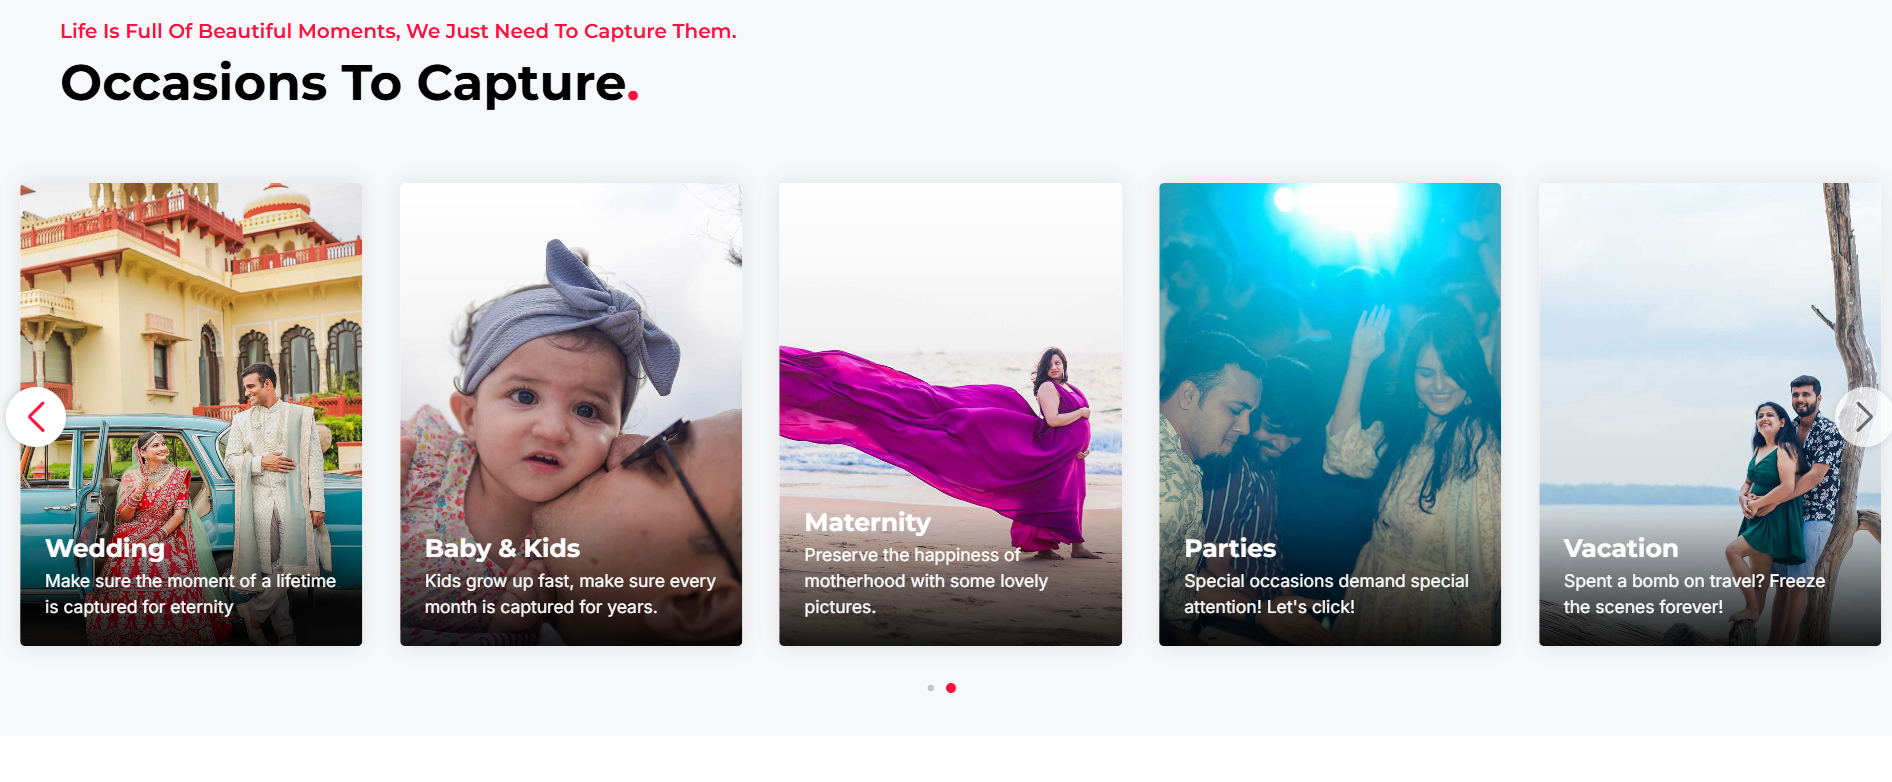 Life Is Full Of Beautiful Moments, We Just Need To Capture Them.
Occasions To Capture.
Wedding
Make sure the moment of a lifetime
is captured for eternity
Baby & Kids
Kids grow up fast, make sure every
month is captured for years.
Maternity
Preserve the happiness of
motherhood with some lovely
pictures.
Parties
Special occasions demand special
attention! Let's click!
Vacation
Spent a bomb on travel? Freeze
the scenes forever!